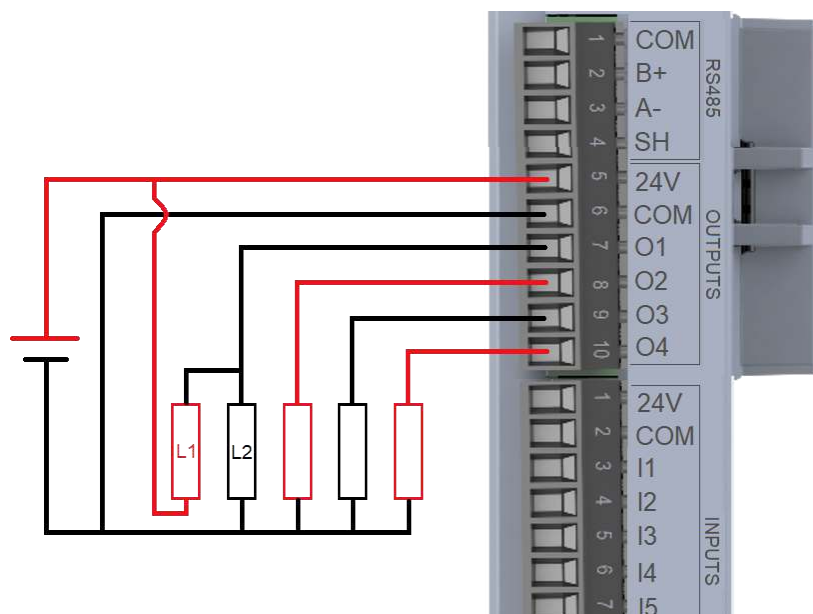 1 COM
2 B+
3 A-
4 SH
RS485
5 24V
6 COM
7 O1
8 O2
9 O3
10 O4
OUTPUTS
L1
L2
1 24V
2 COM
3 I1
4 I2
5 I3
6 I4
7 I5
INPUTS